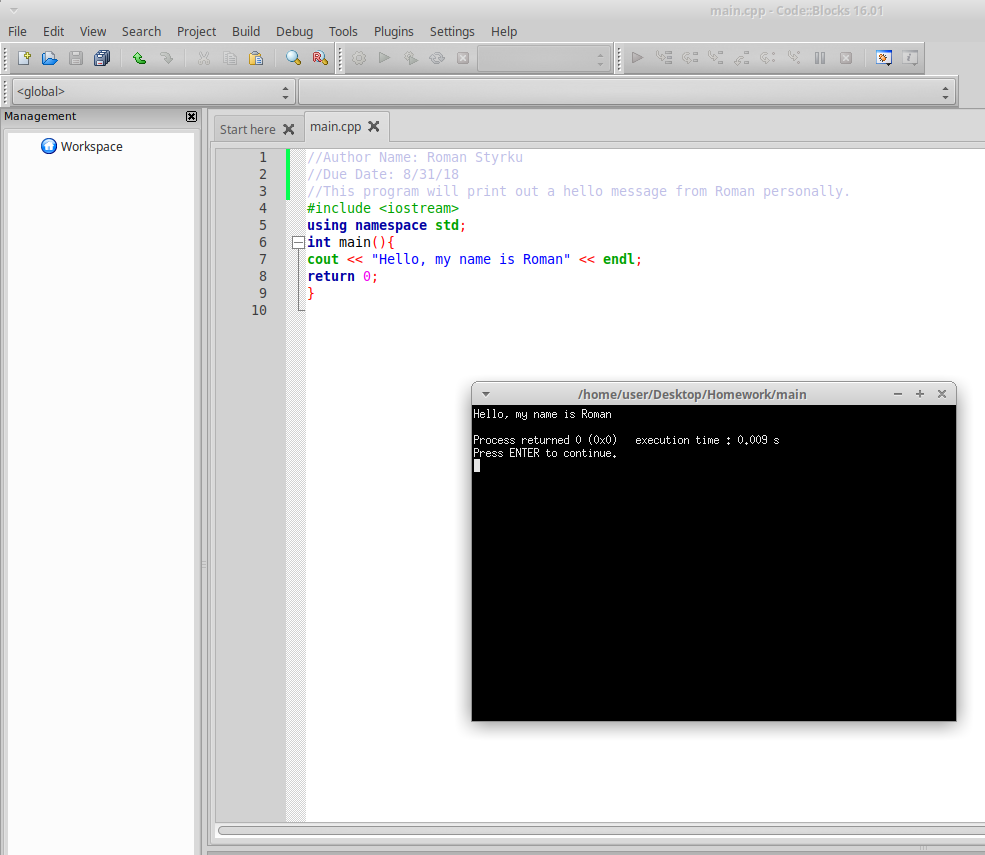 main.cpp - Code::Blocks 16.01
File Edit View Search Project Build Debug Tools Plugins Settings Help
<global>
Management
Start here main.cpp
Workspace
1 //Author Name: Roman Styrku
2 //Due Date: 8/31/18
3 //This program will print out a hello message from Roman personally.
4 #include <iostream>
5 using namespace std;
6 int main(){
7 cout << "Hello, my name is Roman" << endl;
8 return 0;
9 }
10
/home/user/Desktop/Homework/main
Hello, my name is Roman
Process returned 0 (0x0)   execution time : 0.009 s
Press ENTER to continue.